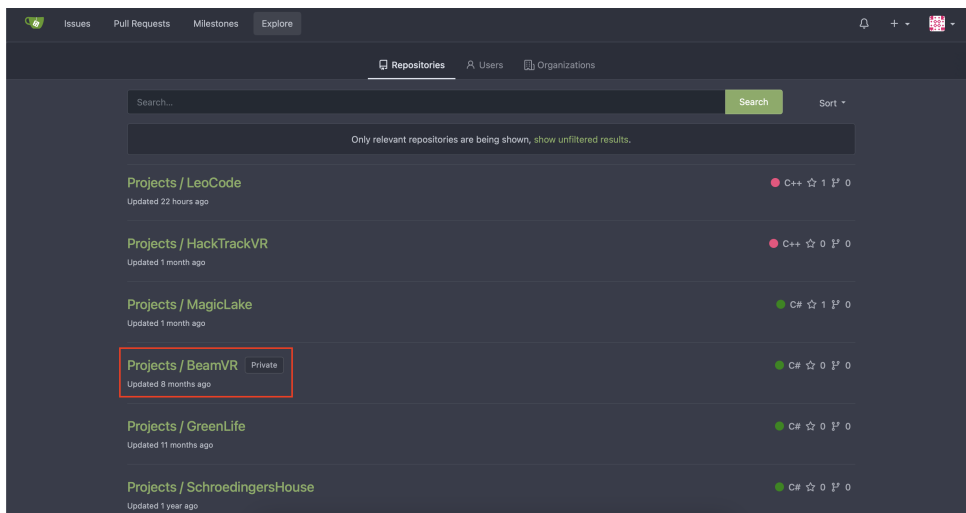 Issues Pull Requests Milestones Explore
Repositories Users Organizations
Search... Search Sort
Only relevant repositories are being shown, show unfiltered results.
Projects / LeoCode C++ 1 0
Updated 22 hours ago
Projects / HackTrackVR C++ 0 0
Updated 1 month ago
Projects / MagicLake C# 1 0
Updated 1 month ago
Projects / BeamVR Private C# 0 0
Updated 8 months ago
Projects / GreenLife C# 0 0
Updated 11 months ago
Projects / SchroedingersHouse C# 0 0
Updated 1 year ago